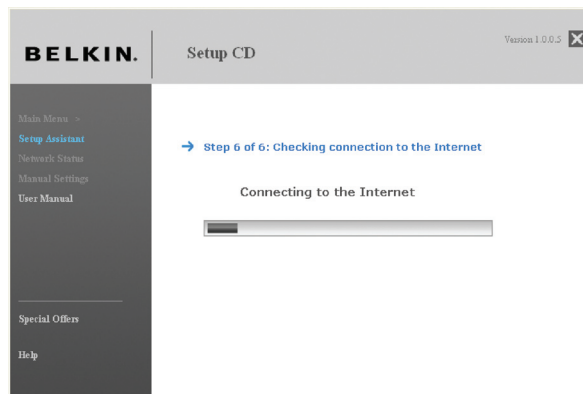 BELKIN.
Setup CD
Version 1.0.0.5
Main Menu >
Setup Assistant
Network Status
Manual Settings
User Manual
Special Offers
Help
Step 6 of 6: Checking connection to the Internet
Connecting to the Internet